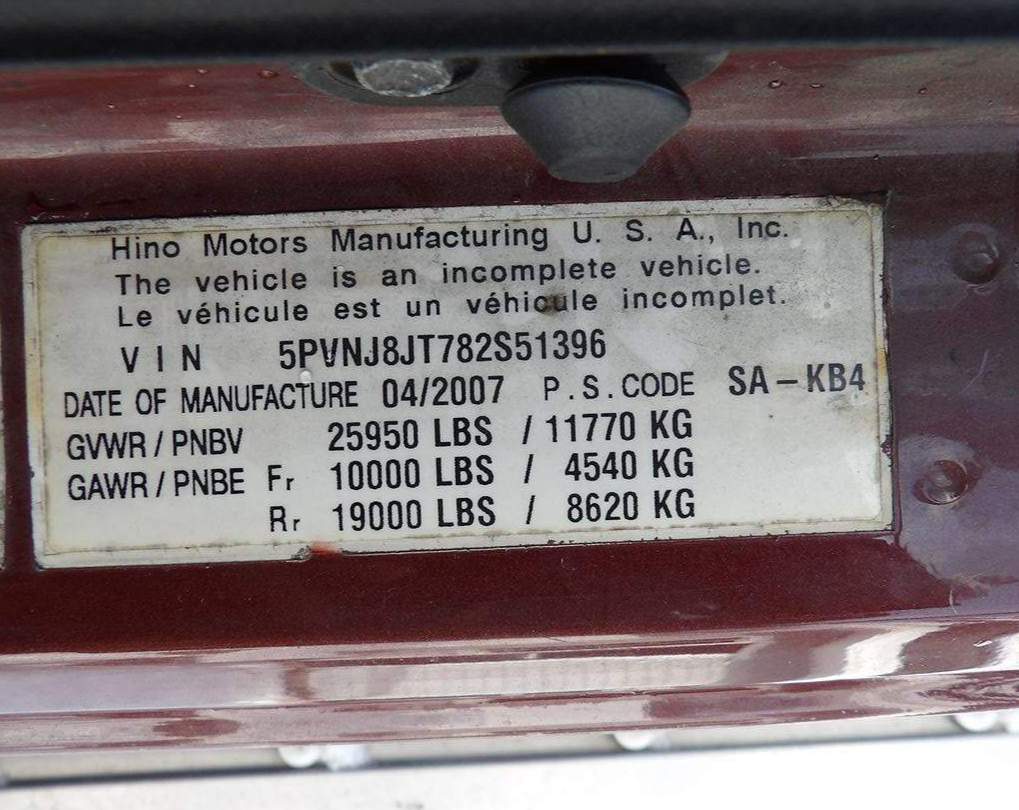 Hino Motors Manufacturing U. S. A., Inc.
The vehicle is an incomplete vehicle.
Le véhicule est un véhicule incomplet.
VIN 5PVNJ8JT782S51396
DATE OF MANUFACTURE 04/2007 P.S.CODE SA-KB4
GVWR/PNBV 25950 LBS / 11770 KG
GAWR/PNBE Fr 10000 LBS / 4540 KG
Rr 19000 LBS / 8620 KG